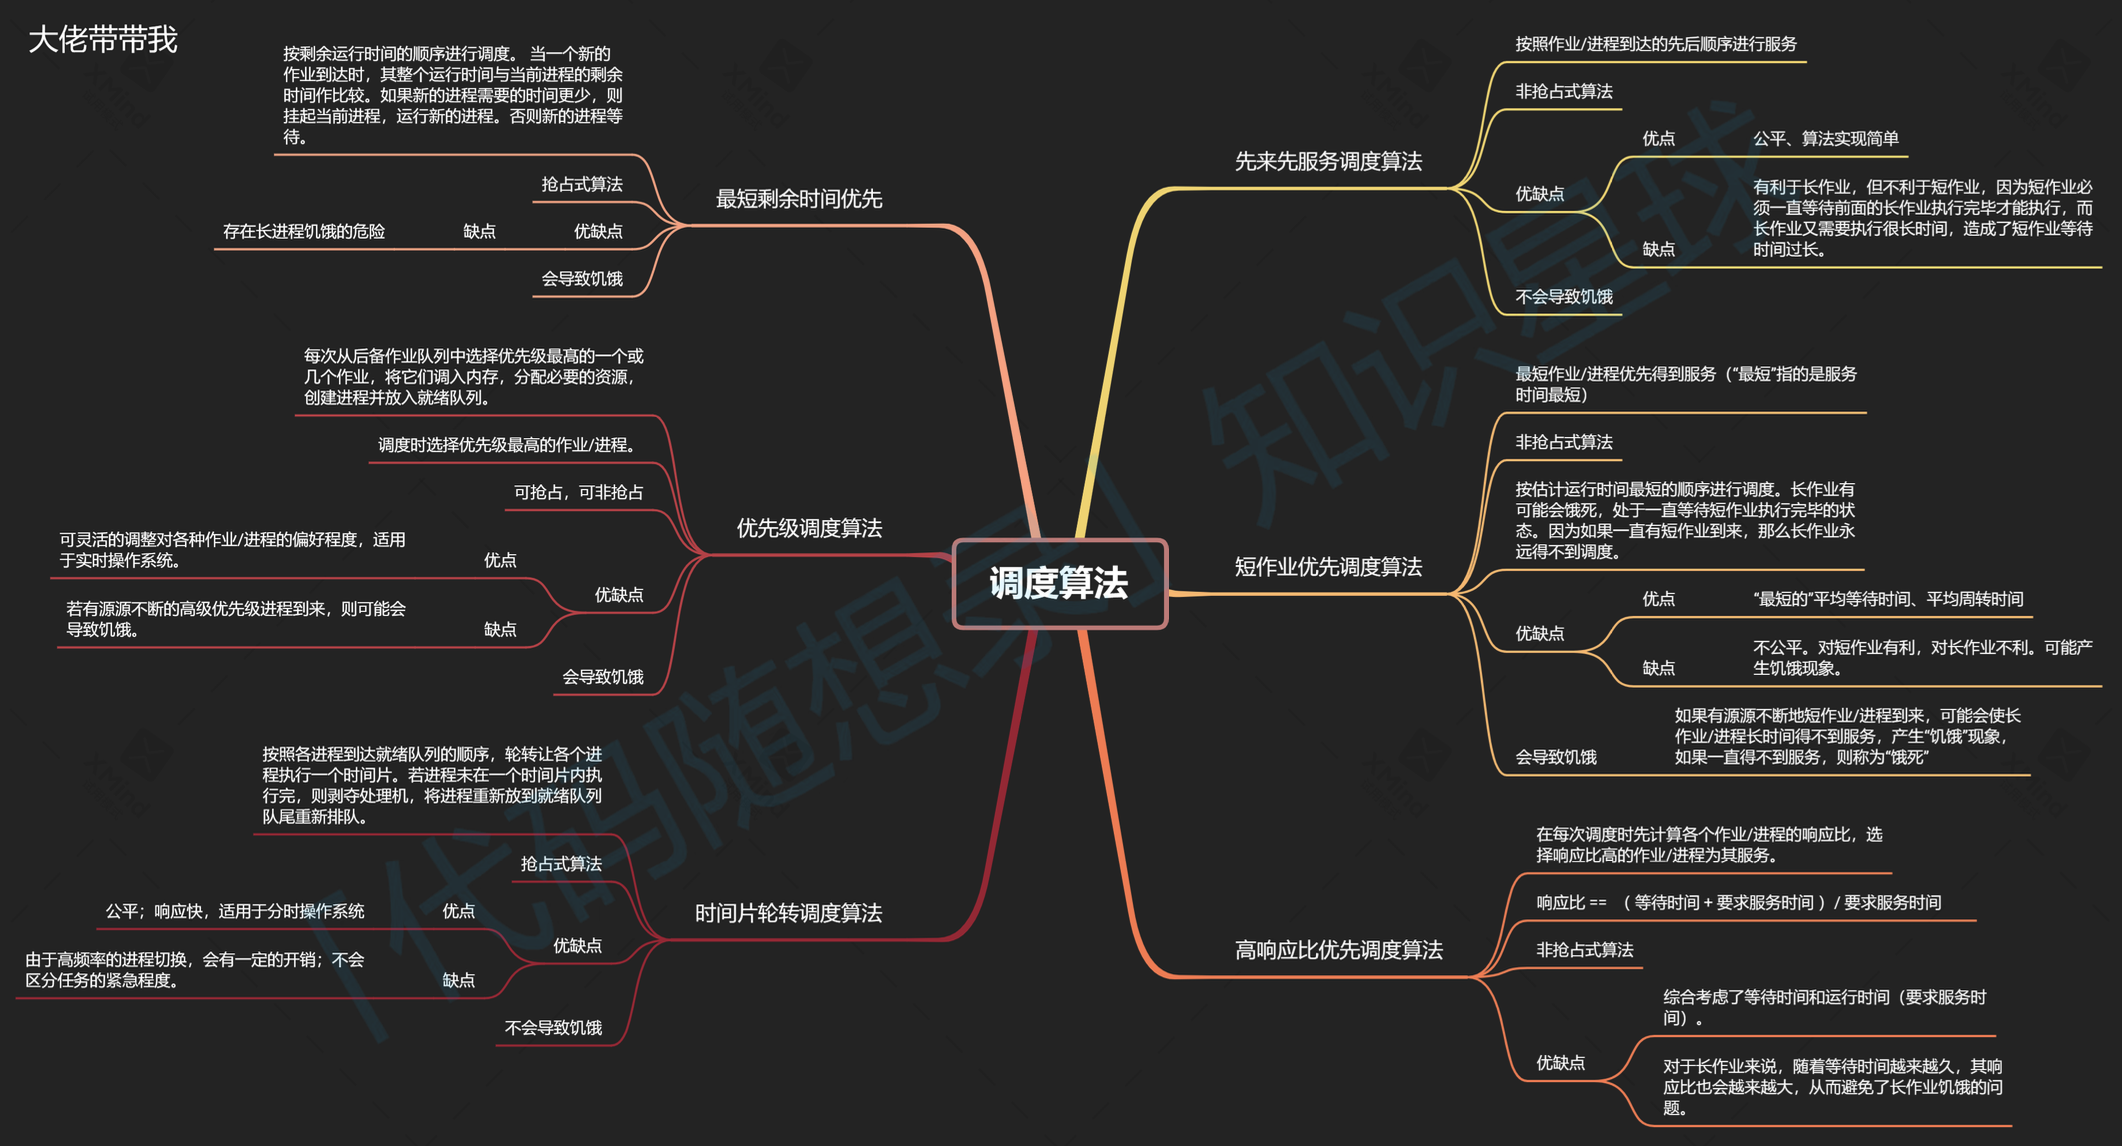 大佬带带我
调度算法
先来先服务调度算法
按照作业/进程到达的先后顺序进行服务
非抢占式算法
优缺点
优点
公平、算法实现简单
缺点
有利于长作业，但不利于短作业，因为短作业必
须一直等待前面的长作业执行完毕才能执行，而
长作业又需要执行很长时间，造成了短作业等待
时间过长。
不会导致饥饿
短作业优先调度算法
最短作业/进程优先得到服务（“最短”指的是服务
时间最短）
非抢占式算法
按估计运行时间最短的顺序进行调度。长作业有
可能会饿死，处于一直等待短作业执行完毕的状
态。因为如果一直有短作业到来，那么长作业永
远得不到调度。
优缺点
优点
“最短的”平均等待时间、平均周转时间
缺点
不公平。对短作业有利，对长作业不利。可能产
生饥饿现象。
会导致饥饿
如果有源源不断地短作业/进程到来，可能会使长
作业/进程长时间得不到服务，产生“饥饿”现象，
如果一直得不到服务，则称为“饿死”
高响应比优先调度算法
在每次调度时先计算各个作业/进程的响应比，选
择响应比高的作业/进程为其服务。
响应比 == （ 等待时间 + 要求服务时间 ）/ 要求服务时间
非抢占式算法
优缺点
综合考虑了等待时间和运行时间（要求服务时
间）。
对于长作业来说，随着等待时间越来越久，其响
应比也会越来越大，从而避免了长作业饥饿的问
题。
最短剩余时间优先
按剩余运行时间的顺序进行调度。 当一个新的
作业到达时，其整个运行时间与当前进程的剩余
时间作比较。如果新的进程需要的时间更少，则
挂起当前进程，运行新的进程。否则新的进程等
待。
抢占式算法
优缺点
缺点
存在长进程饥饿的危险
会导致饥饿
优先级调度算法
每次从后备作业队列中选择优先级最高的一个或
几个作业，将它们调入内存，分配必要的资源，
创建进程并放入就绪队列。
调度时选择优先级最高的作业/进程。
可抢占，可非抢占
优缺点
优点
可灵活的调整对各种作业/进程的偏好程度，适用
于实时操作系统。
缺点
若有源源不断的高级优先级进程到来，则可能会
导致饥饿。
会导致饥饿
时间片轮转调度算法
按照各进程到达就绪队列的顺序，轮转让各个进
程执行一个时间片。若进程未在一个时间片内执
行完，则剥夺处理机，将进程重新放到就绪队列
队尾重新排队。
抢占式算法
优缺点
优点
公平；响应快，适用于分时操作系统
缺点
由于高频率的进程切换，会有一定的开销；不会
区分任务的紧急程度。
不会导致饥饿
「代码随想录」知识星球
XMind
XMind
XMind
XMind
XMind
XMind
XMind
XMind